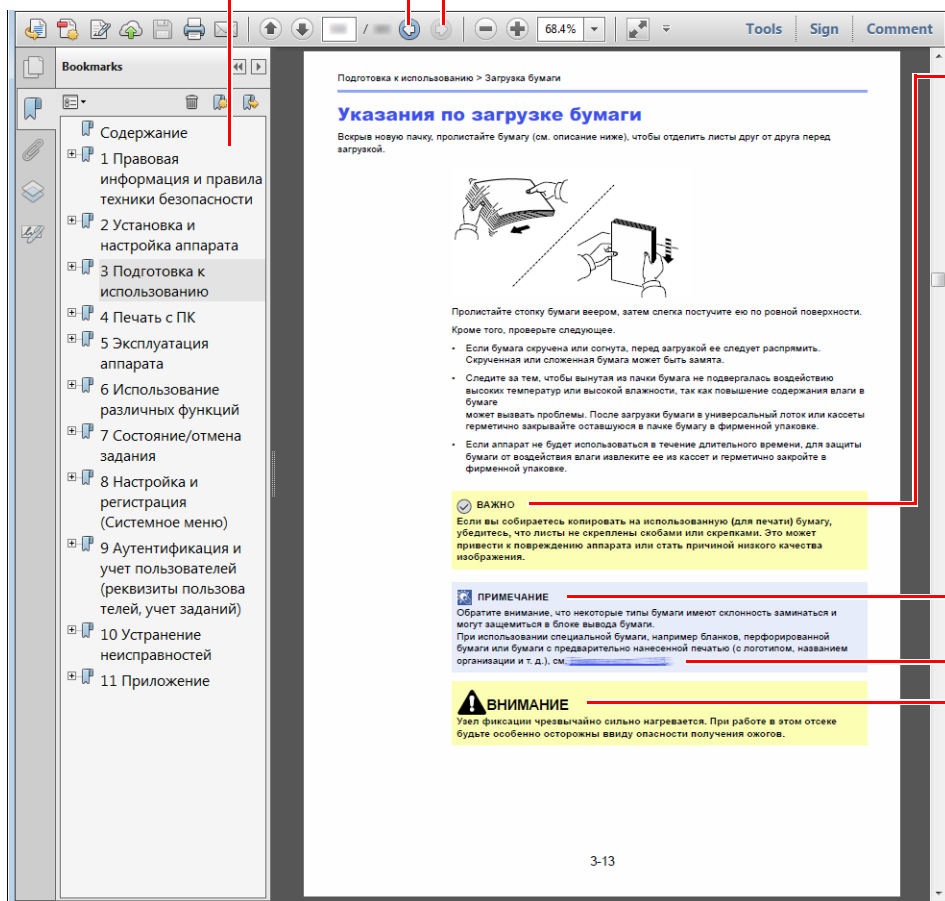 /
68.4%
Tools
Sign
Comment
Bookmarks
Содержание
1 Правовая
информация и правила
техники безопасности
2 Установка и
настройка аппарата
3 Подготовка к
использованию
4 Печать с ПК
5 Эксплуатация
аппарата
6 Использование
различных функций
7 Состояние/отмена
задания
8 Настройка и
регистрация
(Системное меню)
9 Аутентификация и
учет пользователей
(реквизиты пользова
телей, учет заданий)
10 Устранение
неисправностей
11 Приложение
Подготовка к использованию > Загрузка бумаги
Указания по загрузке бумаги
Вскрыв новую пачку, пролистайте бумагу (см. описание ниже), чтобы отделить листы друг от друга перед
загрузкой.
Пролистайте стопку бумаги веером, затем слегка постучите ею по ровной поверхности.
Кроме того, проверьте следующее.
• Если бумага скручена или согнута, перед загрузкой ее следует распрямить.
Скрученная или сложенная бумага может быть замята.
• Следите за тем, чтобы вынутая из пачки бумага не подвергалась воздействию
высоких температур или высокой влажности, так как повышение содержания влаги в
бумаге
может вызвать проблемы. После загрузки бумаги в универсальный лоток или кассеты
герметично закрывайте оставшуюся в пачке бумагу в фирменной упаковке.
• Если аппарат не будет использоваться в течение длительного времени, для защиты
бумаги от воздействия влаги извлеките ее из кассет и герметично закройте в
фирменной упаковке.
ВАЖНО
Если вы собираетесь копировать на использованную (для печати) бумагу,
убедитесь, что листы не скреплены скобами или скрепками. Это может
привести к повреждению аппарата или стать причиной низкого качества
изображения.
ПРИМЕЧАНИЕ
Обратите внимание, что некоторые типы бумаги имеют склонность заминаться и
могут защемиться в блоке вывода бумаги.
При использовании специальной бумаги, например бланков, перфорированной
бумаги или бумаги с предварительно нанесенной печатью (с логотипом, названием
организации и т. д.), см.
ВНИМАНИЕ
Узел фиксации чрезвычайно сильно нагревается. При работе в этом отсеке
будьте особенно осторожны ввиду опасности получения ожогов.
3-13